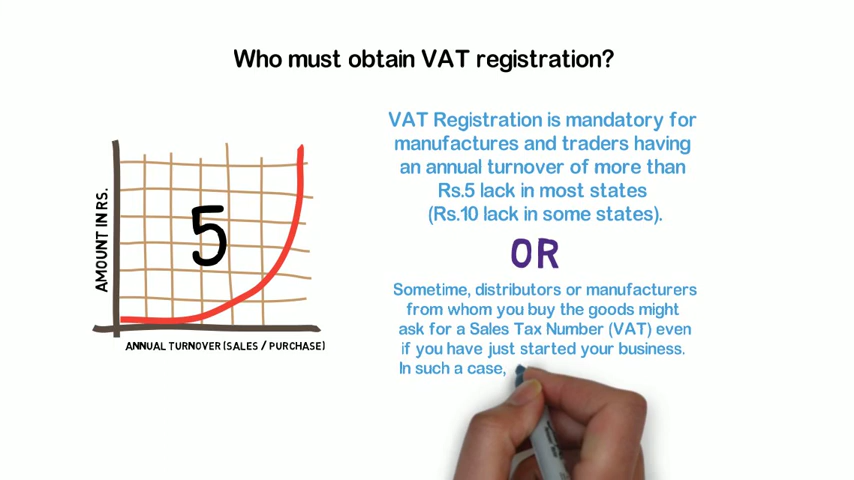 Who must obtain VAT registration?
VAT Registration is mandatory for
manufactures and traders having
an annual turnover of more than
Rs.5 lack in most states
(Rs.10 lack in some states).
OR
Sometime, distributors or manufacturers
from whom you buy the goods might
ask for a Sales Tax Number (VAT) even
if you have just started your business.
In such a case,
AMOUNT IN RS.
5
ANNUAL TURNOVER (SALES / PURCHASE)